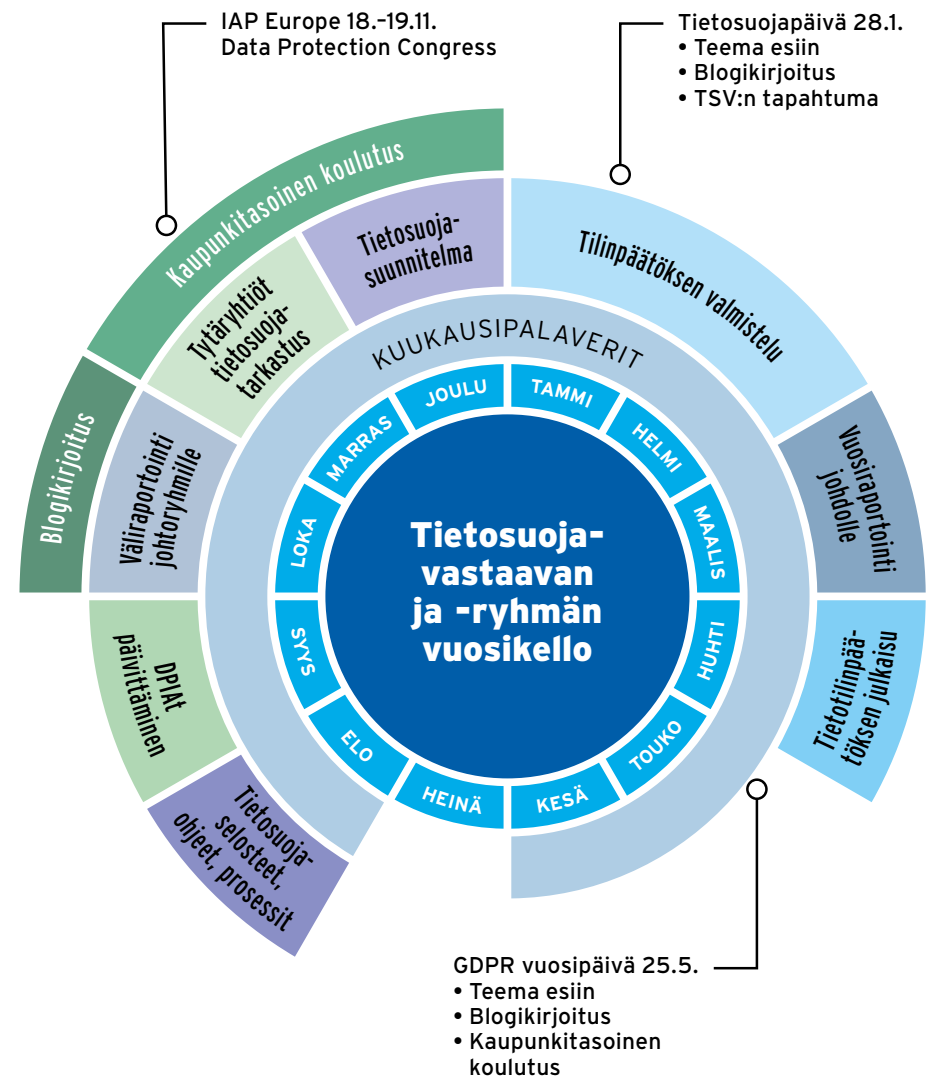 IAP Europe 18.–19.11.
Data Protection Congress
Tietosuojapäivä 28.1.
• Teema esiin
• Blogikirjoitus
• TSV:n tapahtuma
Kaupunkitasoinen koulutus
Blogikirjoitus
Tietosuoja-
suunnitelma
Tilinpäätöksen valmistelu
Tytäryhtiöt
tietosuoja-
tarkastus
Väliraportointi
johtoryhmille
Vuosiraportointi
johdolle
Tietotilinpää-
töksen julkaisu
DPIAt
päivittäminen
Tietosuoja-
selosteet,
ohjeet, prosessit
KUUKAUSIPALAVERIT
TAMMI
HELMI
MAALIS
HUHTI
TOUKO
KESÄ
HEINÄ
ELO
SYYS
LOKA
MARRAS
JOULU
Tietosuoja-
vastaavan
ja -ryhmän
vuosikello
GDPR vuosipäivä 25.5.
• Teema esiin
• Blogikirjoitus
• Kaupunkitasoinen
koulutus